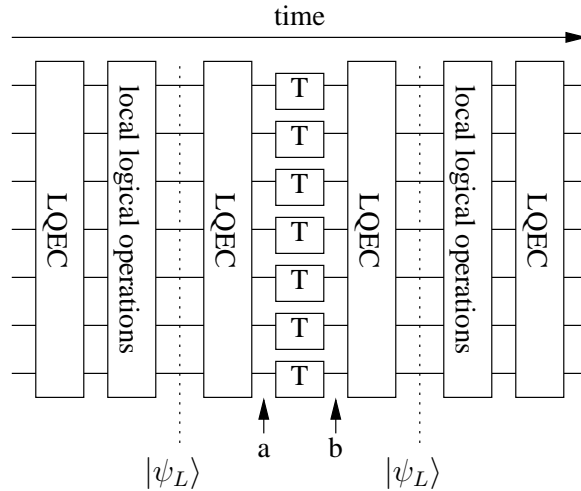 time
LQEC
local logical operations
LQEC
T
T
T
T
T
T
T
LQEC
local logical operations
LQEC
a
b
|ψ_L⟩
|ψ_L⟩